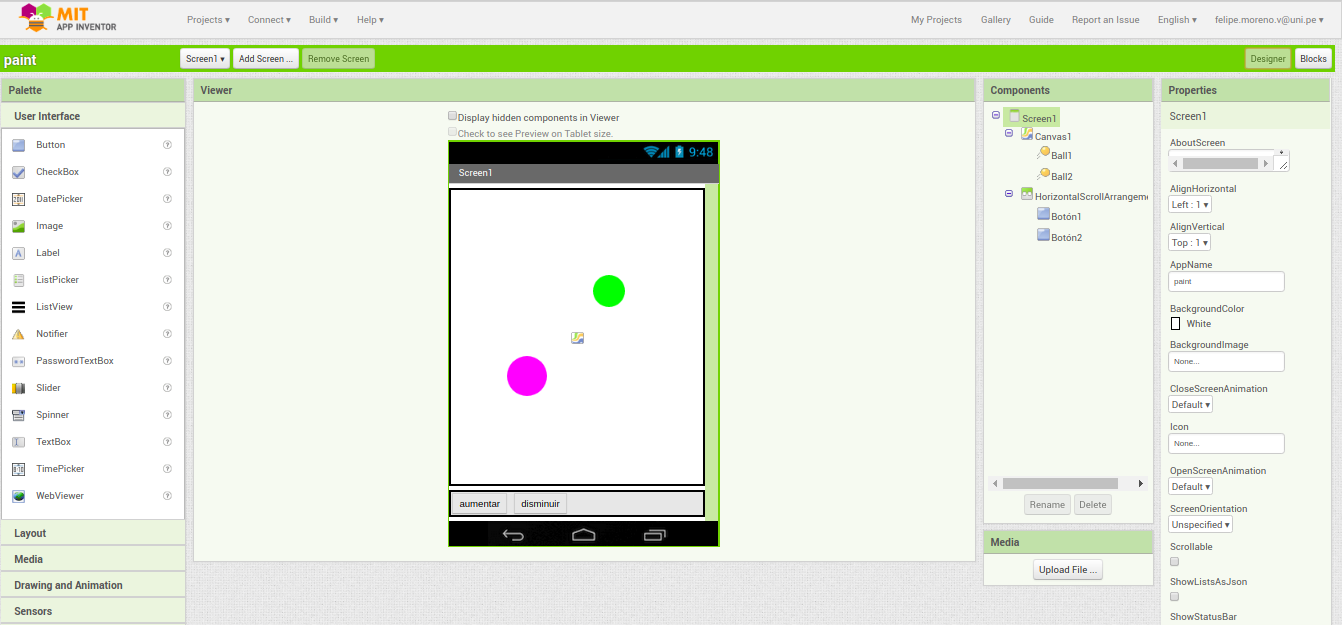 MIT
APP INVENTOR
Projects ▾ Connect ▾ Build ▾ Help ▾ My Projects Gallery Guide Report an Issue English ▾ felipe.moreno.v@uni.pe ▾
paint
Screen1 ▾ Add Screen ... Remove Screen Designer Blocks
Palette
User Interface
Button
CheckBox
DatePicker
Image
Label
ListPicker
ListView
Notifier
PasswordTextBox
Slider
Spinner
TextBox
TimePicker
WebViewer
Layout
Media
Drawing and Animation
Sensors
Viewer
Display hidden components in Viewer
Check to see Preview on Tablet size.
9:48
Screen1
aumentar disminuir
Components
Screen1
Canvas1
Ball1
Ball2
HorizontalScrollArrangeme
Botón1
Botón2
Rename Delete
Media
Upload File ...
Properties
Screen1
AboutScreen
AlignHorizontal
Left : 1 ▾
AlignVertical
Top : 1 ▾
AppName
paint
BackgroundColor
White
BackgroundImage
None...
CloseScreenAnimation
Default ▾
Icon
None...
OpenScreenAnimation
Default ▾
ScreenOrientation
Unspecified ▾
Scrollable
ShowListsAsJson
ShowStatusBar